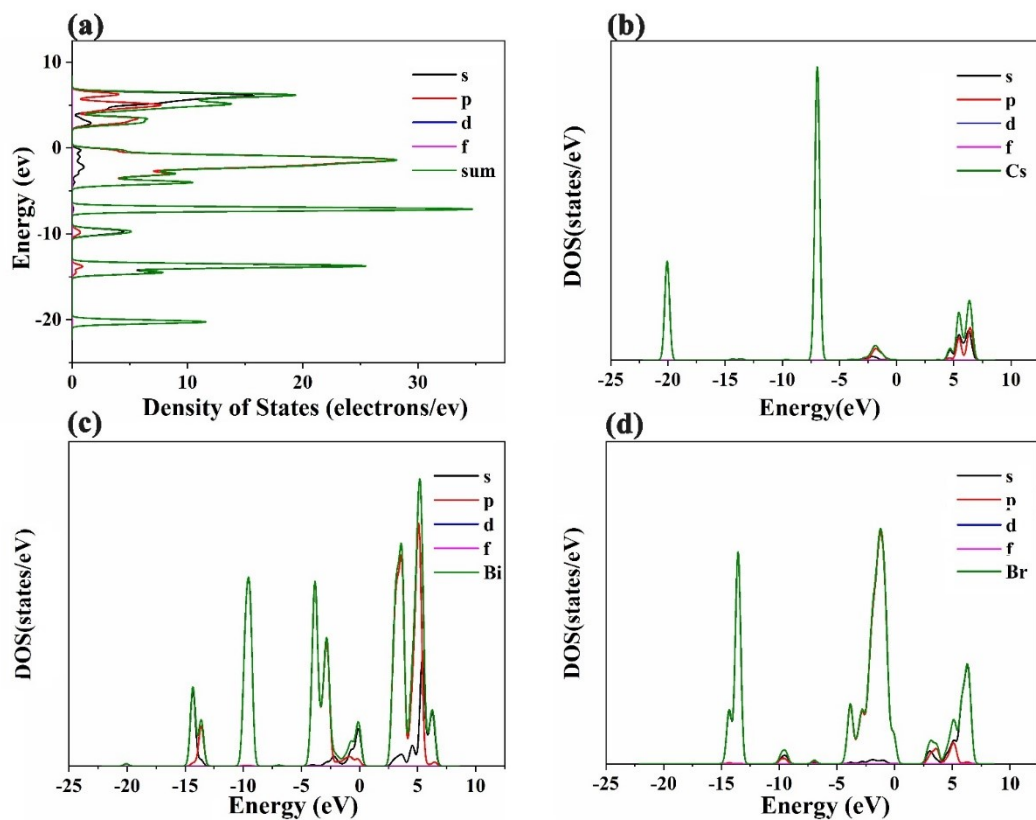 (a)
10
0
-10
-20
Energy (ev)
s
p
d
f
sum
0
10
20
30
Density of States (electrons/ev)
(b)
DOS(states/eV)
s
p
d
f
Cs
-25
-20
-15
-10
-5
0
5
10
Energy(eV)
(c)
DOS(states/eV)
s
p
d
f
Bi
-25
-20
-15
-10
-5
0
5
10
Energy (eV)
(d)
DOS(states/eV)
s
p
d
f
Br
-25
-20
-15
-10
-5
0
5
10
Energy (eV)